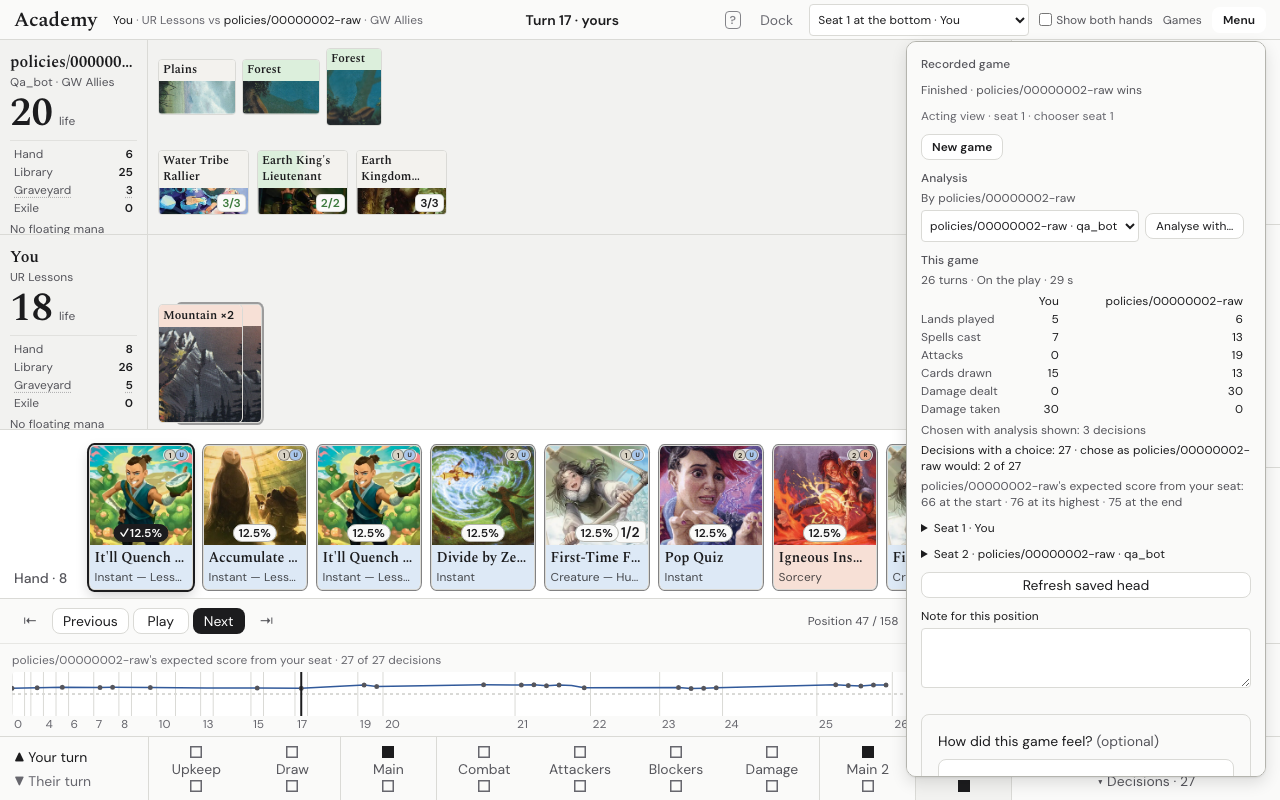 Academy
You · UR Lessons vs policies/00000002-raw · GW Allies
Turn 17 · yours
?
Dock
Seat 1 at the bottom · You
Show both hands
Games
Menu
policies/000000...
Qa_bot · GW Allies
20 life
Hand 6
Library 25
Graveyard 3
Exile 0
No floating mana
Plains
Forest
Forest
Water Tribe Rallier
3/3
Earth King's Lieutenant
2/2
Earth Kingdom...
3/3
You
UR Lessons
18 life
Hand 8
Library 26
Graveyard 5
Exile 0
No floating mana
Mountain ×2
Hand · 8
1 U
✓12.5%
It'll Quench ...
Instant — Less...
1 U
12.5%
Accumulate ...
Instant — Less...
1 U
12.5%
It'll Quench ...
Instant — Less...
2 U
12.5%
Divide by Ze...
Instant
1 U
12.5%
1/2
First-Time F...
Creature — Hu...
2 U
12.5%
Pop Quiz
Instant
2 R
12.5%
Igneous Ins...
Sorcery
Previous
Play
Next
Position 47 / 158
policies/00000002-raw's expected score from your seat · 27 of 27 decisions
0 4 6 7 8 10 13 15 17 19 20 21 22 23 24 25 26
▲ Your turn
▼ Their turn
Upkeep
Draw
Main
Combat
Attackers
Blockers
Damage
Main 2
Decisions · 27
Recorded game
Finished · policies/00000002-raw wins
Acting view · seat 1 · chooser seat 1
New game
Analysis
By policies/00000002-raw
policies/00000002-raw · qa_bot
Analyse with...
This game
26 turns · On the play · 29 s
You policies/00000002-raw
Lands played 5 6
Spells cast 7 13
Attacks 0 19
Cards drawn 15 13
Damage dealt 0 30
Damage taken 30 0
Chosen with analysis shown: 3 decisions
Decisions with a choice: 27 · chose as policies/00000002-raw would: 2 of 27
policies/00000002-raw's expected score from your seat: 66 at the start · 76 at its highest · 75 at the end
▶ Seat 1 · You
▶ Seat 2 · policies/00000002-raw · qa_bot
Refresh saved head
Note for this position
How did this game feel? (optional)